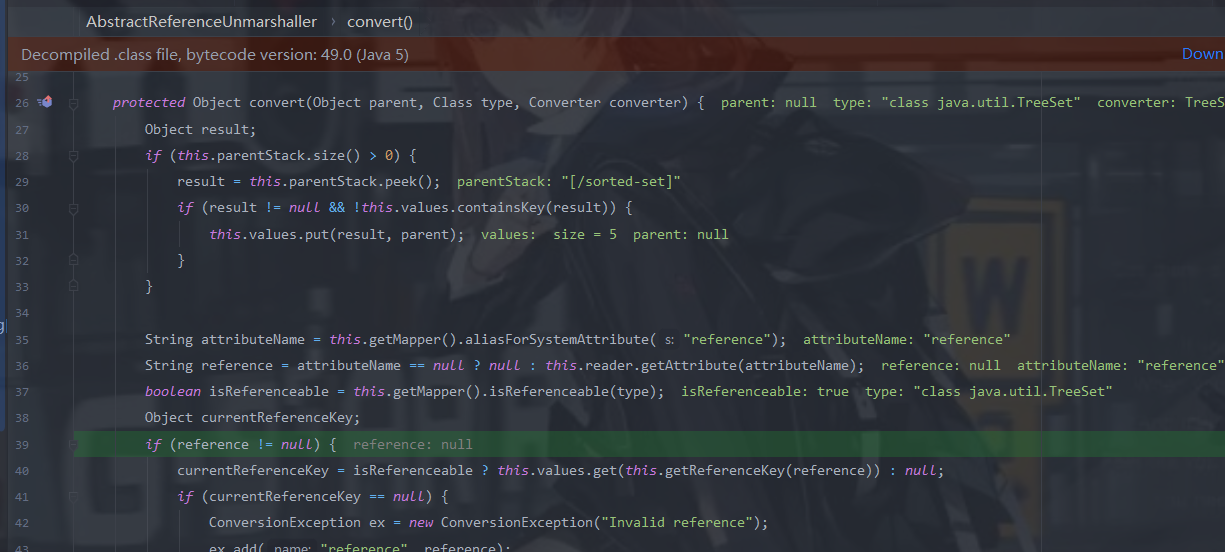 AbstractReferenceUnmarshaller › convert()
Decompiled .class file, bytecode version: 49.0 (Java 5) Down
25
26 protected Object convert(Object parent, Class type, Converter converter) { parent: null type: "class java.util.TreeSet" converter: TreeS
27 Object result;
28 if (this.parentStack.size() > 0) {
29 result = this.parentStack.peek(); parentStack: "[/sorted-set]"
30 if (result != null && !this.values.containsKey(result)) {
31 this.values.put(result, parent); values: size = 5 parent: null
32 }
33 }
34
35 String attributeName = this.getMapper().aliasForSystemAttribute( s: "reference"); attributeName: "reference"
36 String reference = attributeName == null ? null : this.reader.getAttribute(attributeName); reference: null attributeName: "reference"
37 boolean isReferenceable = this.getMapper().isReferenceable(type); isReferenceable: true type: "class java.util.TreeSet"
38 Object currentReferenceKey;
39 if (reference != null) { reference: null
40 currentReferenceKey = isReferenceable ? this.values.get(this.getReferenceKey(reference)) : null;
41 if (currentReferenceKey == null) {
42 ConversionException ex = new ConversionException("Invalid reference");
43 ex.add( name: "reference", reference);